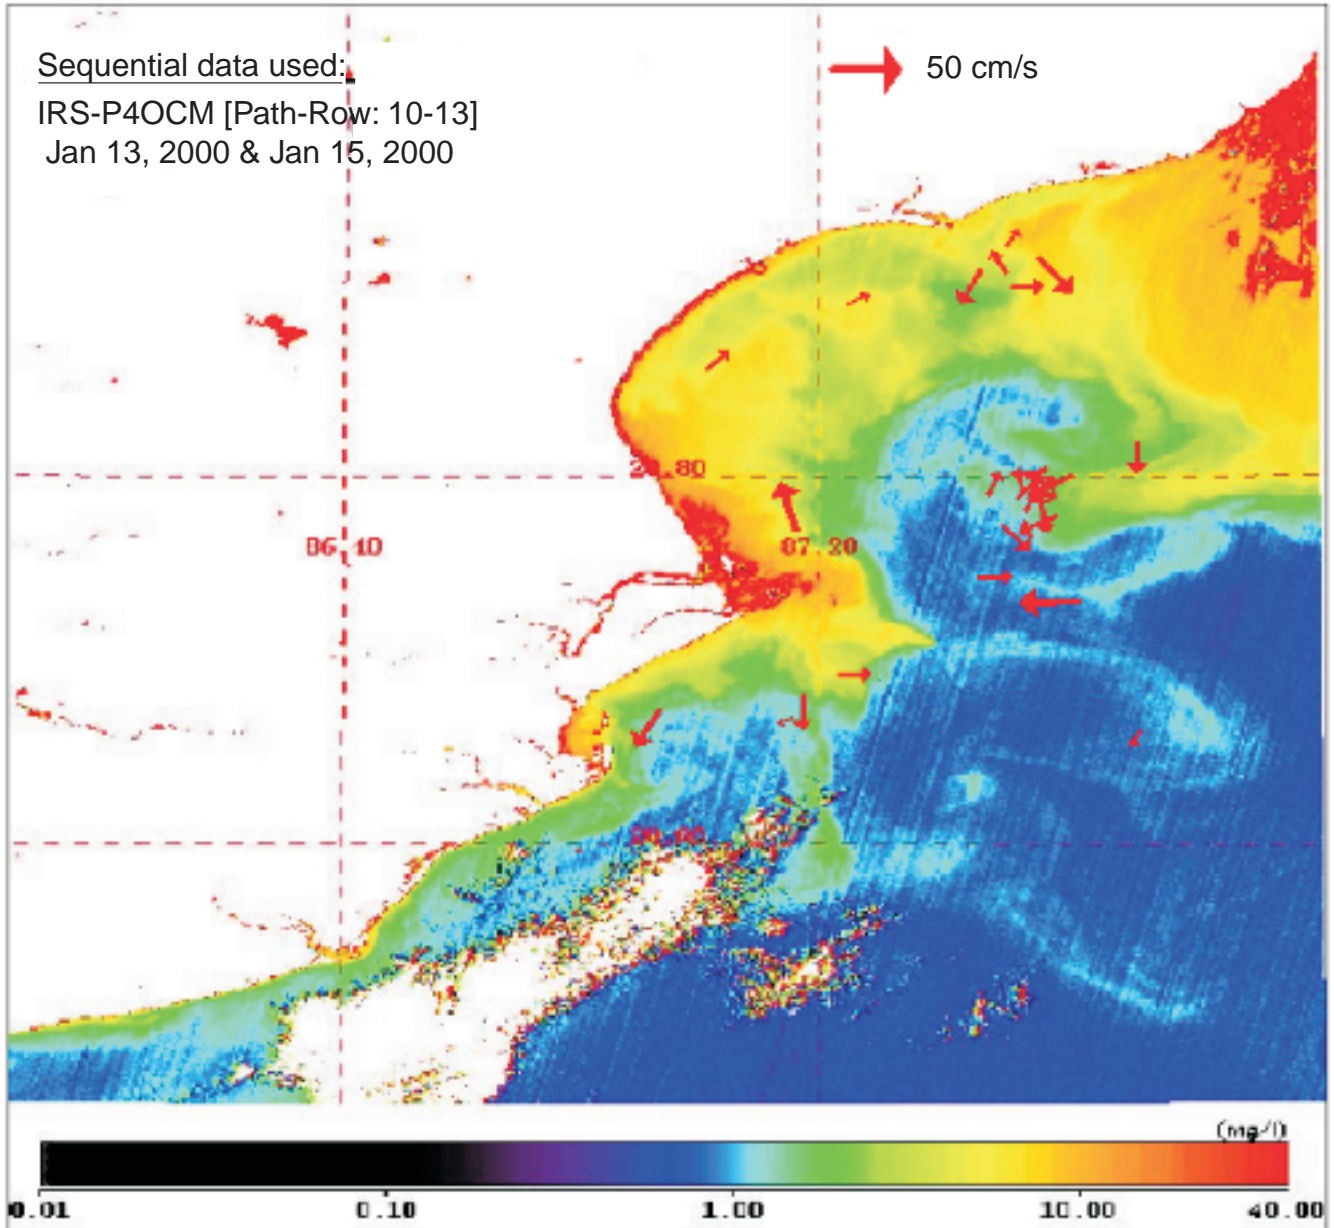 Sequential data used:
50 cm/s
IRS-P4OCM [Path-Row: 10-13]
Jan 13, 2000 & Jan 15, 2000
86.10
87.20
(mg/l)
0.01 0.10 1.00 10.00 40.00